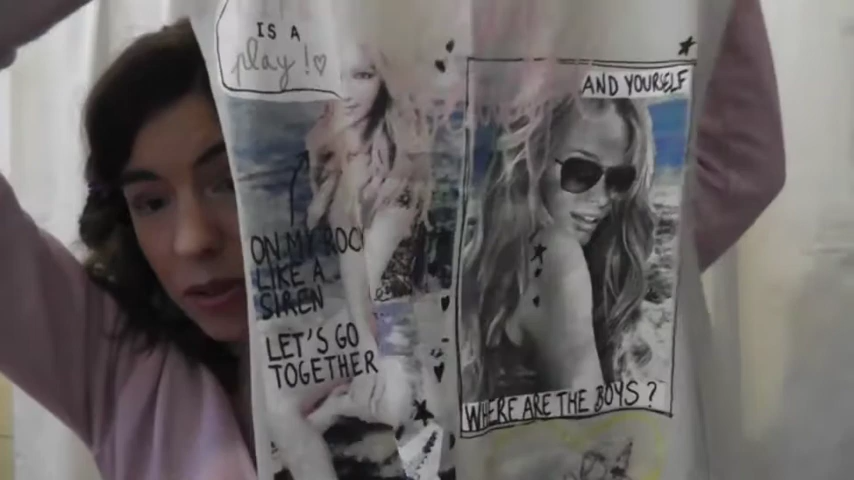 IS A
play!
AND YOURSELF
ON MY ROCK
LIKE A
SIREN
LET'S GO
TOGETHER
WHERE ARE THE BOYS?